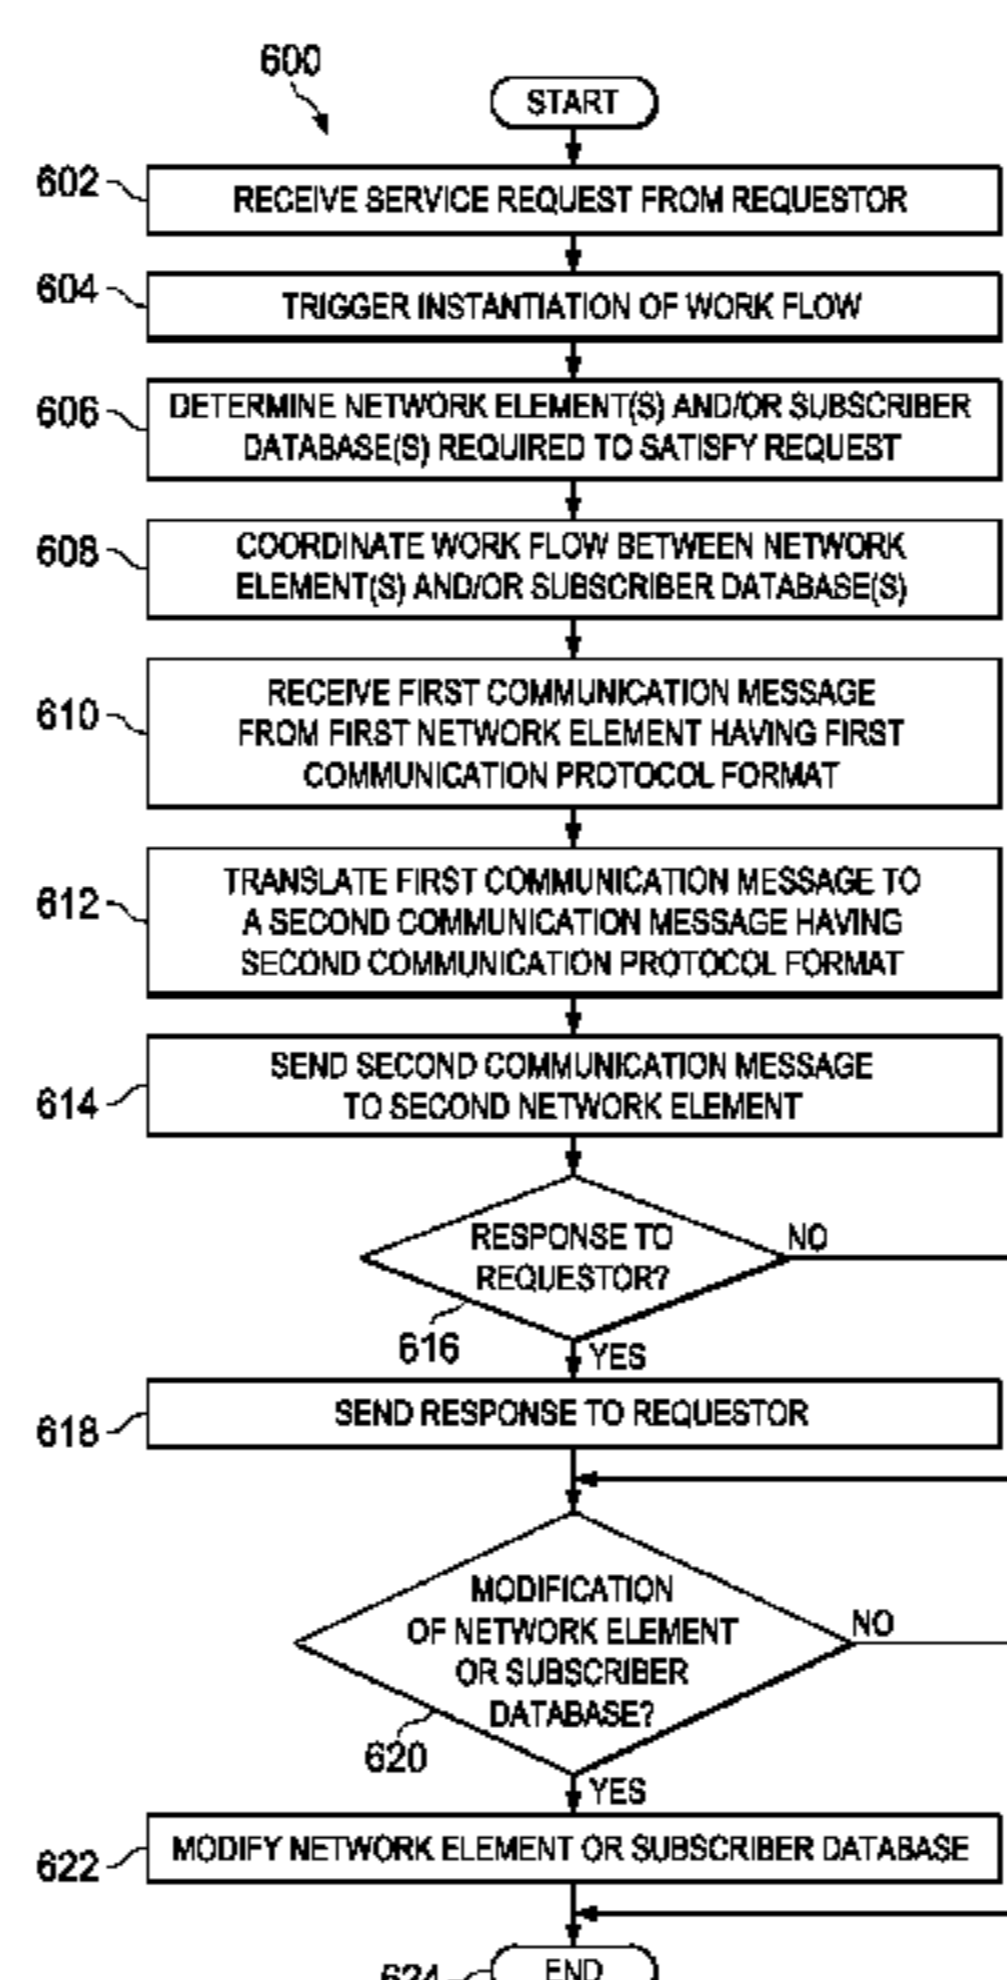 600
START
602
RECEIVE SERVICE REQUEST FROM REQUESTOR
604
TRIGGER INSTANTIATION OF WORK FLOW
606
DETERMINE NETWORK ELEMENT(S) AND/OR SUBSCRIBER
DATABASE(S) REQUIRED TO SATISFY REQUEST
608
COORDINATE WORK FLOW BETWEEN NETWORK
ELEMENT(S) AND/OR SUBSCRIBER DATABASE(S)
610
RECEIVE FIRST COMMUNICATION MESSAGE
FROM FIRST NETWORK ELEMENT HAVING FIRST
COMMUNICATION PROTOCOL FORMAT
612
TRANSLATE FIRST COMMUNICATION MESSAGE TO
A SECOND COMMUNICATION MESSAGE HAVING
SECOND COMMUNICATION PROTOCOL FORMAT
614
SEND SECOND COMMUNICATION MESSAGE
TO SECOND NETWORK ELEMENT
RESPONSE TO
REQUESTOR?
NO
616
YES
618
SEND RESPONSE TO REQUESTOR
MODIFICATION
OF NETWORK ELEMENT
OR SUBSCRIBER
DATABASE?
NO
620
YES
622
MODIFY NETWORK ELEMENT OR SUBSCRIBER DATABASE
624
END